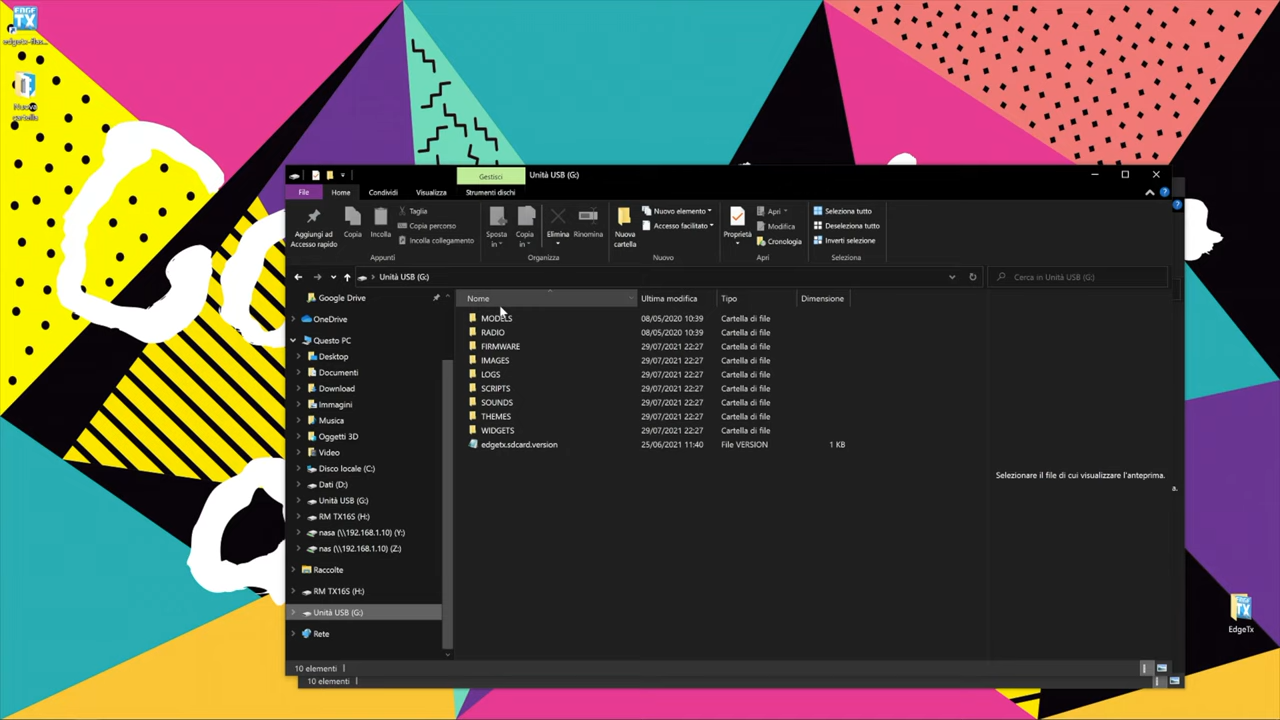 EDGE
TX
Nuova
cartella
Gestisci
Unità USB (G:)
File
Home
Condividi
Visualizza
Strumenti dischi
Aggiungi ad
Accesso rapido
Copia
Incolla
Taglia
Copia percorso
Incolla collegamento
Appunti
Sposta
in
Copia
in
Elimina
Rinomina
Organizza
Nuova
cartella
Nuovo elemento
Accesso facilitato
Nuovo
Proprietà
Apri
Modifica
Cronologia
Apri
Seleziona tutto
Deseleziona tutto
Inverti selezione
Seleziona
Unità USB (G:)
Cerca in Unità USB (G:)
Google Drive
OneDrive
Questo PC
Desktop
Documenti
Download
Immagini
Musica
Oggetti 3D
Video
Disco locale (C:)
Dati (D:)
Unità USB (G:)
RM TX16S (H:)
nasa (\\192.168.1.10) (Y:)
nas (\\192.168.1.10) (Z:)
Raccolte
RM TX16S (H:)
Unità USB (G:)
Rete
Nome Ultima modifica Tipo Dimensione
MODELS 08/05/2020 10:39 Cartella di file
RADIO 08/05/2020 10:39 Cartella di file
FIRMWARE 29/07/2021 22:27 Cartella di file
IMAGES 29/07/2021 22:27 Cartella di file
LOGS 29/07/2021 22:27 Cartella di file
SCRIPTS 29/07/2021 22:27 Cartella di file
SOUNDS 29/07/2021 22:27 Cartella di file
THEMES 29/07/2021 22:27 Cartella di file
WIDGETS 29/07/2021 22:27 Cartella di file
edgetx.sdcard.version 25/06/2021 11:40 File VERSION 1 KB
Selezionare il file di cui visualizzare l'anteprima.
a.
10 elementi
10 elementi
EDGE
TX
EdgeTx